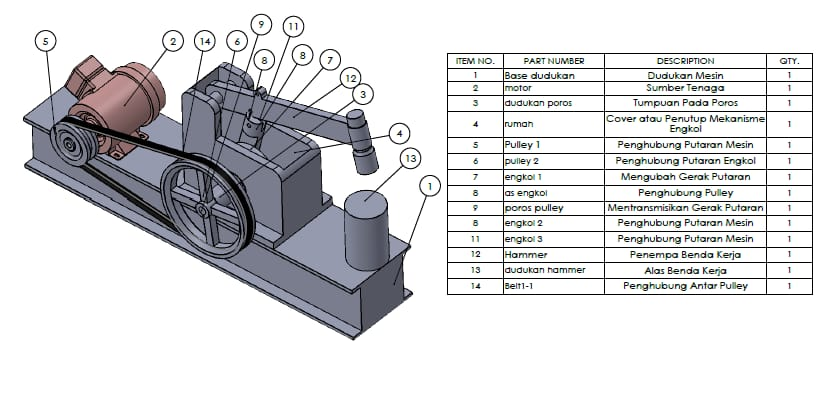 9
11
5
2
14
6
8
8
7
12
3
4
13
1
ITEM NO. PART NUMBER DESCRIPTION QTY.
1 Base dudukan Dudukan Mesin 1
2 motor Sumber Tenaga 1
3 dudukan poros Tumpuan Pada Poros 1
4 rumah Cover atau Penutup Mekanisme Engkol 1
5 Pulley 1 Penghubung Putaran Mesin 1
6 pulley 2 Penghubung Putaran Engkol 1
7 engkol 1 Mengubah Gerak Putaran 1
8 as engkol Penghubung Pulley 1
9 poros pulley Mentransmisikan Gerak Putaran 1
8 engkol 2 Penghubung Putaran Mesin 1
11 engkol 3 Penghubung Putaran Mesin 1
12 Hammer Penempa Benda Kerja 1
13 dudukan hammer Alas Benda Kerja 1
14 Belt1-1 Penghubung Antar Pulley 1